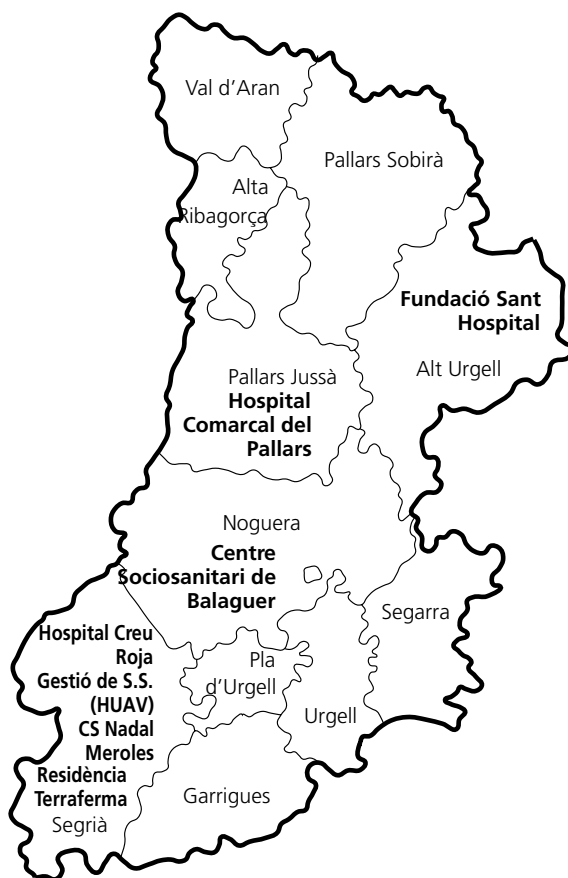 Val d’Aran
Pallars Sobirà
Alta
Ribagorça
Fundació Sant
Hospital
Alt Urgell
Pallars Jussà
Hospital
Comarcal del
Pallars
Noguera
Centre
Sociosanitari de
Balaguer
Segarra
Hospital Creu
Roja
Gestió de S.S.
(HUAV)
CS Nadal
Meroles
Residència
Terraferma
Segrià
Pla
d’Urgell
Urgell
Garrigues